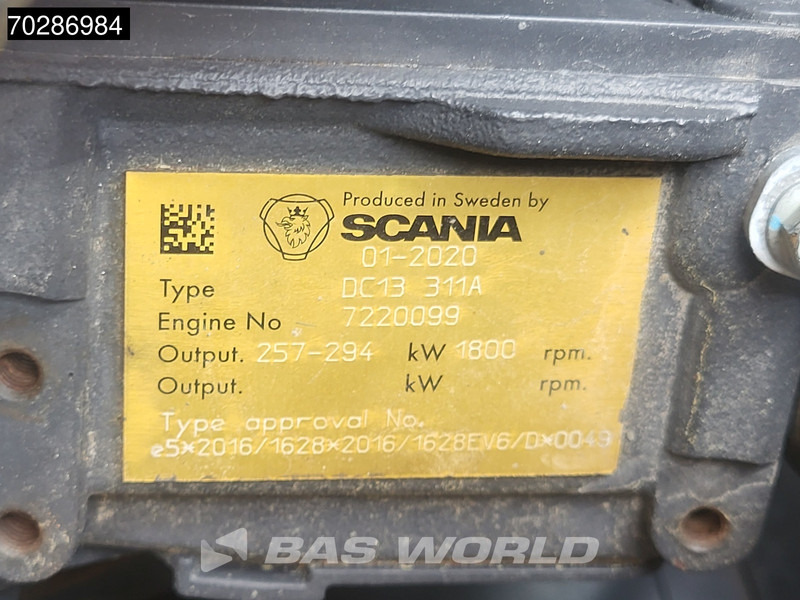 70286984
Produced in Sweden by
SCANIA
01-2020
Type DC13 311A
Engine No 7220099
Output. 257-294 kW 1800 rpm.
Output. kW rpm.
Type approval No.
e5*2016/1628*2016/1628EV6/D*0049
BAS WORLD